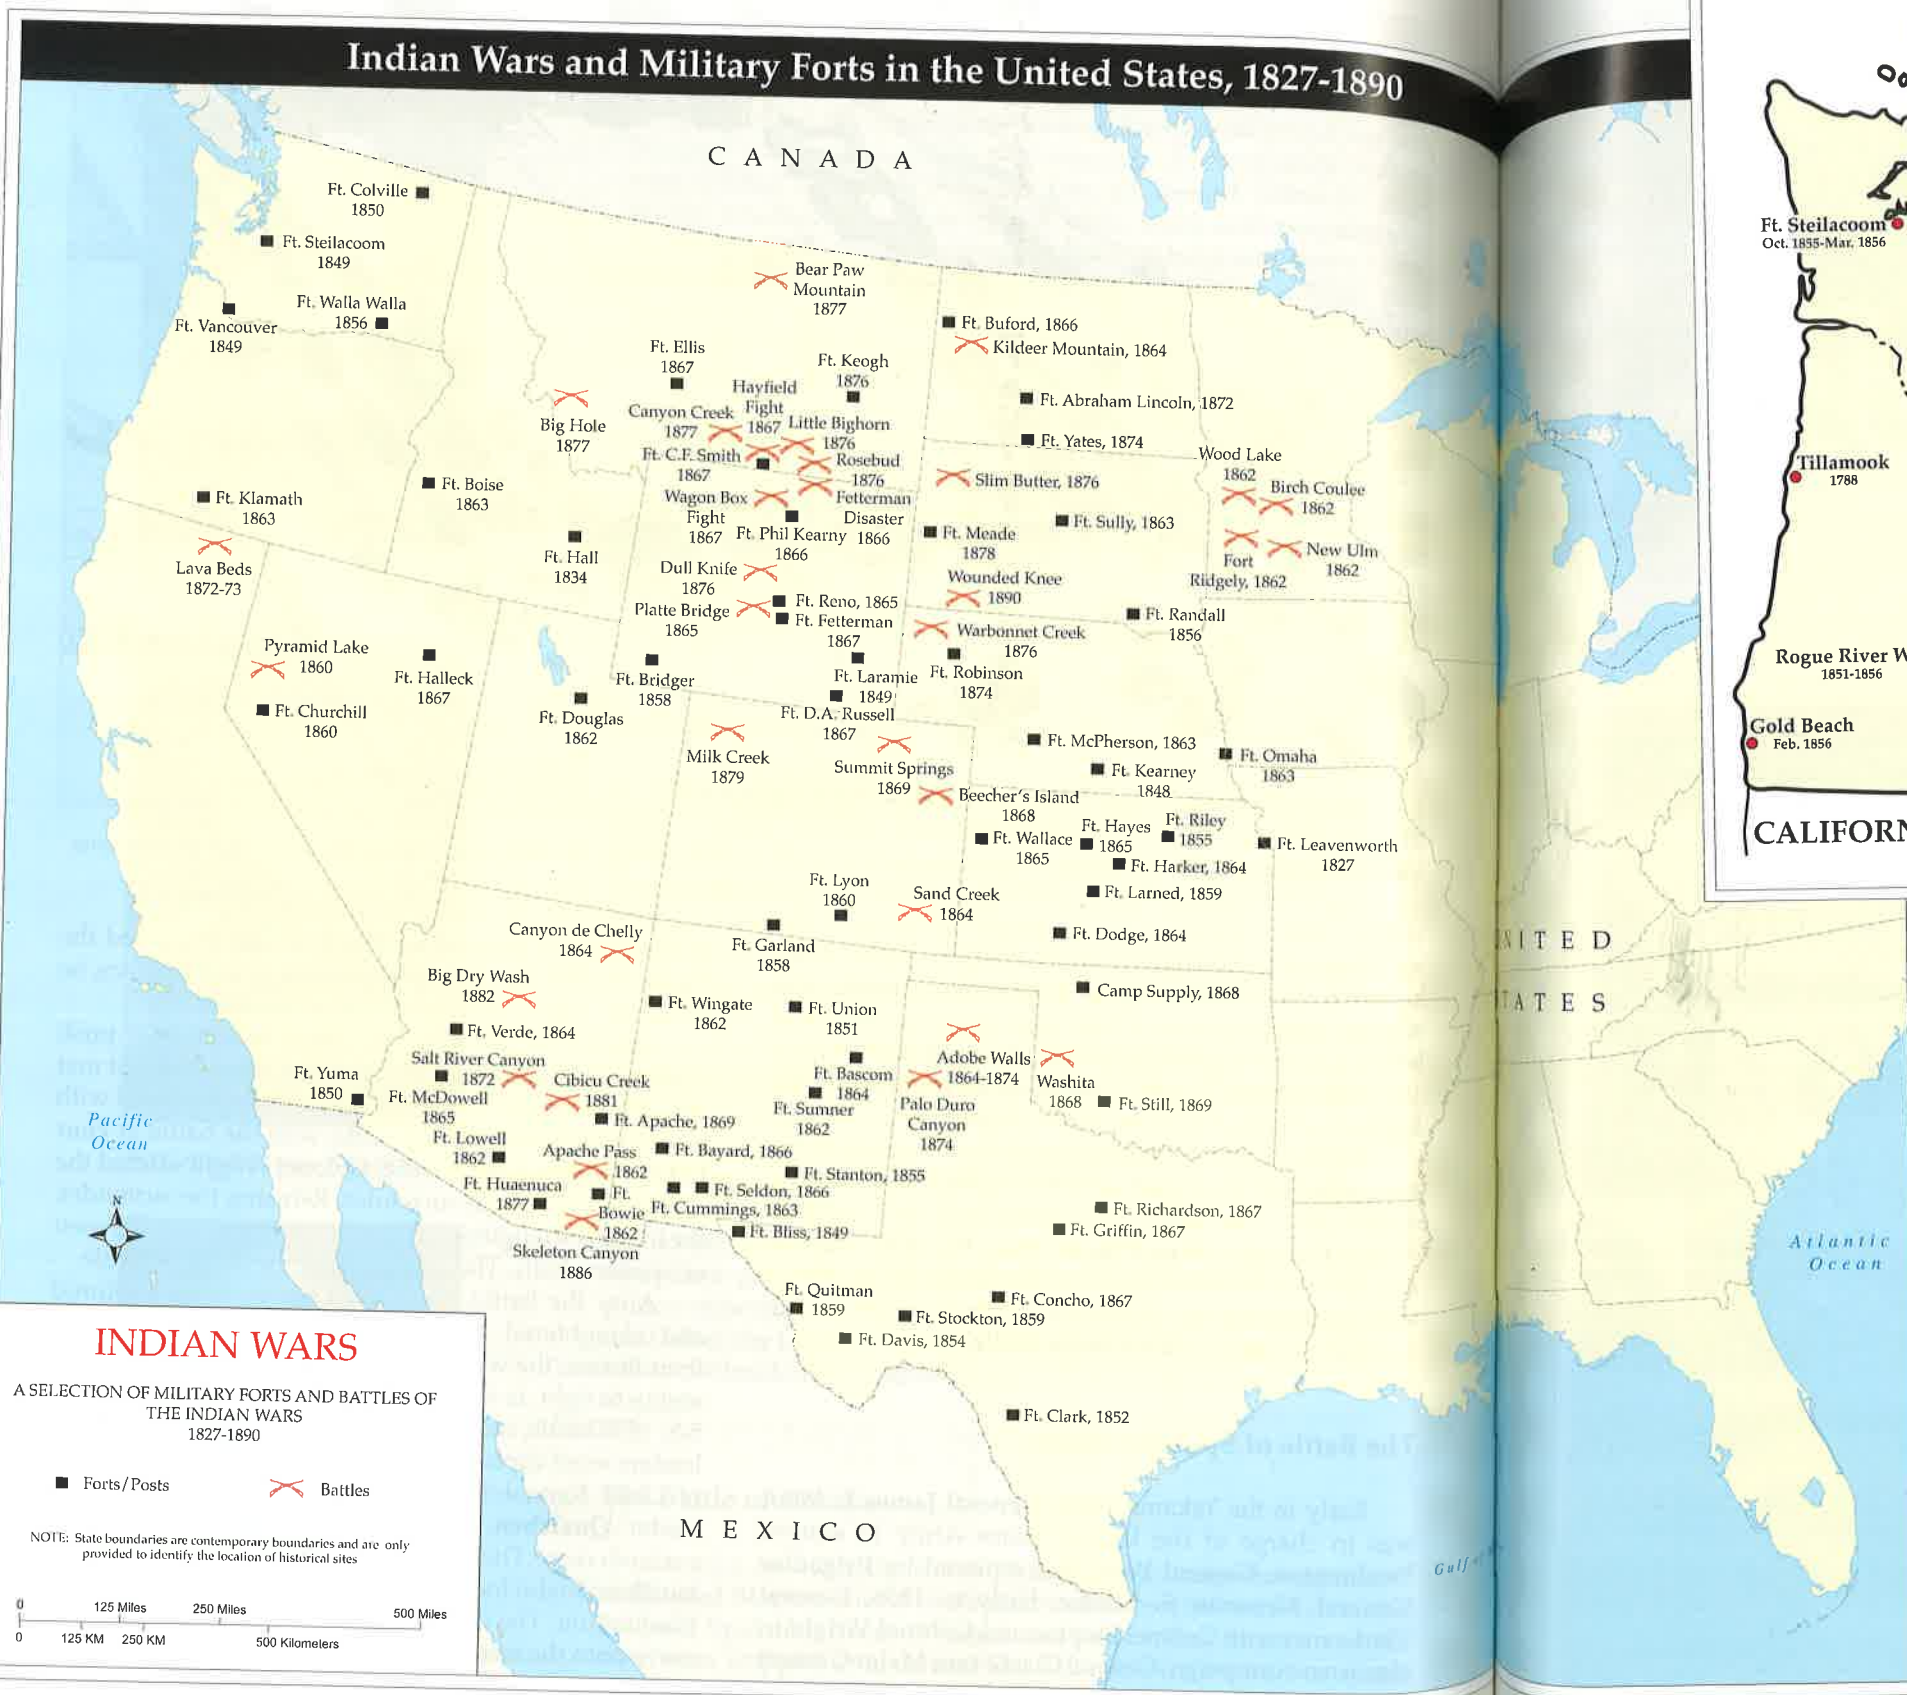 Indian Wars and Military Forts in the United States, 1827-1890
C A N A D A
Ft. Colville
1850
Ft. Steilacoom
1849
Ft. Walla Walla
1856
Ft. Vancouver
1849
Bear Paw
Mountain
1877
Ft. Buford, 1866
Kildeer Mountain, 1864
Ft. Ellis
1867
Ft. Keogh
1876
Hayfield
Fight
1867
Big Hole
1877
Canyon Creek
1877
Little Bighorn
1876
Ft. Abraham Lincoln, 1872
Ft. Yates, 1874
Ft. C.F. Smith
1867
Rosebud
1876
Wood Lake
1862
Birch Coulee
1862
Slim Butter, 1876
Ft. Klamath
1863
Ft. Boise
1863
Wagon Box
Fight
1867
Fetterman
Disaster
1866
Ft. Phil Kearny
1866
Ft. Sully, 1863
Ft. Meade
1878
Fort
Ridgely, 1862
New Ulm
1862
Lava Beds
1872-73
Ft. Hall
1834
Dull Knife
1876
Wounded Knee
1890
Platte Bridge
1865
Ft. Reno, 1865
Ft. Fetterman
1867
Ft. Randall
1856
Warbonnet Creek
1876
Pyramid Lake
1860
Ft. Halleck
1867
Ft. Bridger
1858
Ft. Laramie
1849
Ft. Robinson
1874
Ft. Churchill
1860
Ft. Douglas
1862
Ft. D.A. Russell
1867
Milk Creek
1879
Summit Springs
1869
Ft. McPherson, 1863
Ft. Omaha
1863
Ft. Kearney
1848
Beecher's Island
1868
Ft. Wallace
1865
Ft. Hayes
1865
Ft. Riley
1855
Ft. Leavenworth
1827
Ft. Harker, 1864
Ft. Lyon
1860
Sand Creek
1864
Ft. Larned, 1859
Ft. Garland
1858
Ft. Dodge, 1864
Canyon de Chelly
1864
Big Dry Wash
1882
Camp Supply, 1868
Ft. Wingate
1862
Ft. Union
1851
Ft. Verde, 1864
Salt River Canyon
1872
Adobe Walls
1864-1874
Washita
1868
Ft. Yuma
1850
Ft. McDowell
1865
Cibicu Creek
1881
Ft. Bascom
1864
Ft. Sumner
1862
Palo Duro
Canyon
1874
Ft. Still, 1869
Ft. Apache, 1869
Ft. Lowell
1862
Apache Pass
1862
Ft. Bayard, 1866
Ft. Stanton, 1855
Ft. Huaenuca
1877
Ft.
Bowie
1862
Ft. Seldon, 1866
Ft. Cummings, 1863
Ft. Bliss, 1849
Skeleton Canyon
1886
Ft. Richardson, 1867
Ft. Griffin, 1867
Ft. Quitman
1859
Ft. Concho, 1867
Ft. Stockton, 1859
Ft. Davis, 1854
Ft. Clark, 1852
M E X I C O
Pacific
Ocean
N
Atlantic
Ocean
Gulf
INDIAN WARS
A SELECTION OF MILITARY FORTS AND BATTLES OF
THE INDIAN WARS
1827-1890
Forts/Posts
Battles
NOTE: State boundaries are contemporary boundaries and are only
provided to identify the location of historical sites
0 125 Miles 250 Miles 500 Miles
0 125 KM 250 KM 500 Kilometers
Ft. Steilacoom
Oct. 1855-Mar. 1856
Tillamook
1788
Rogue River W
1851-1856
Gold Beach
Feb. 1856
CALIFORN